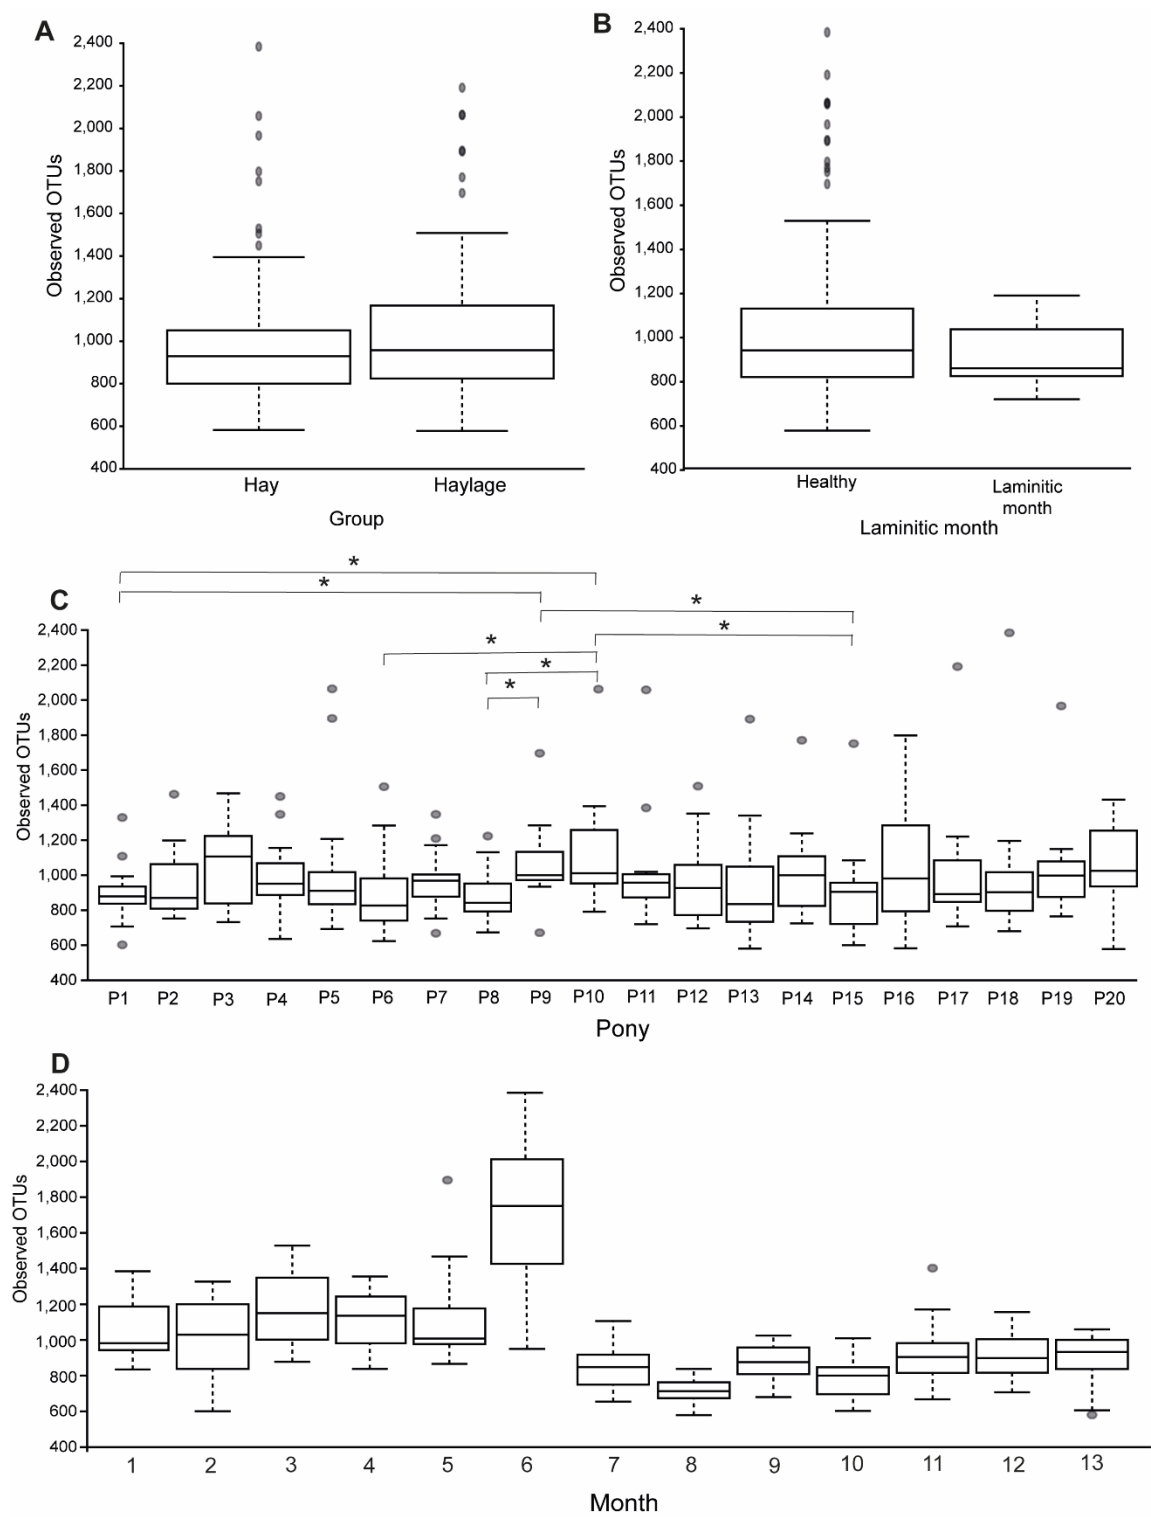 A
2,400
2,200
2,000
1,800
1,600
1,400
1,200
1,000
800
600
400
Observed OTUs
Hay Haylage
Group
B
2,400
2,200
2,000
1,800
1,600
1,400
1,200
1,000
800
600
400
Observed OTUs
Healthy Laminitic
month
Laminitic month
C
* * * * * * *
2,400
2,200
2,000
1,800
1,600
1,400
1,200
1,000
800
600
400
Observed OTUs
P1 P2 P3 P4 P5 P6 P7 P8 P9 P10 P11 P12 P13 P14 P15 P16 P17 P18 P19 P20
Pony
D
2,400
2,200
2,000
1,800
1,600
1,400
1,200
1,000
800
600
400
Observed OTUs
1 2 3 4 5 6 7 8 9 10 11 12 13
Month